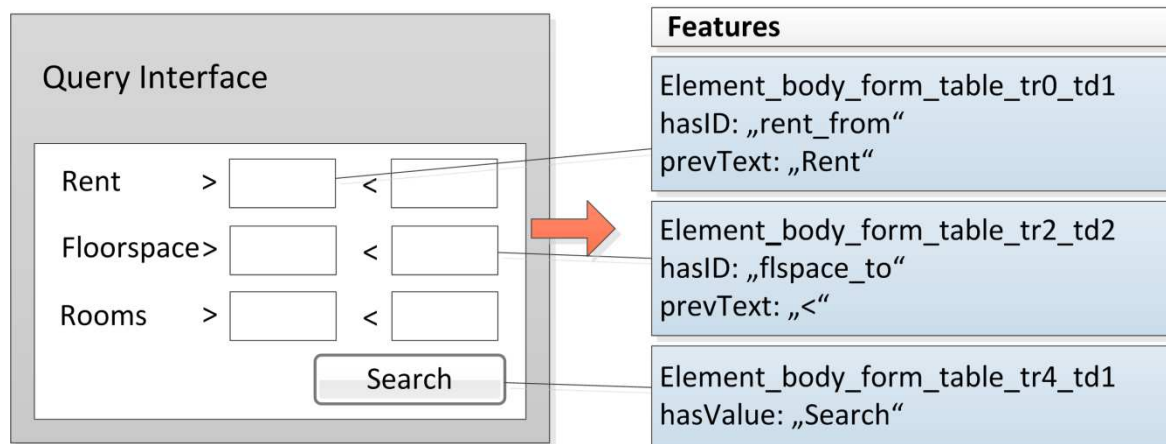 Query Interface
Rent > <
Floorspace> <
Rooms > <
Search
Features
Element_body_form_table_tr0_td1
hasID: „rent_from“
prevText: „Rent“
Element_body_form_table_tr2_td2
hasID: „flspace_to“
prevText: „<“
Element_body_form_table_tr4_td1
hasValue: „Search“